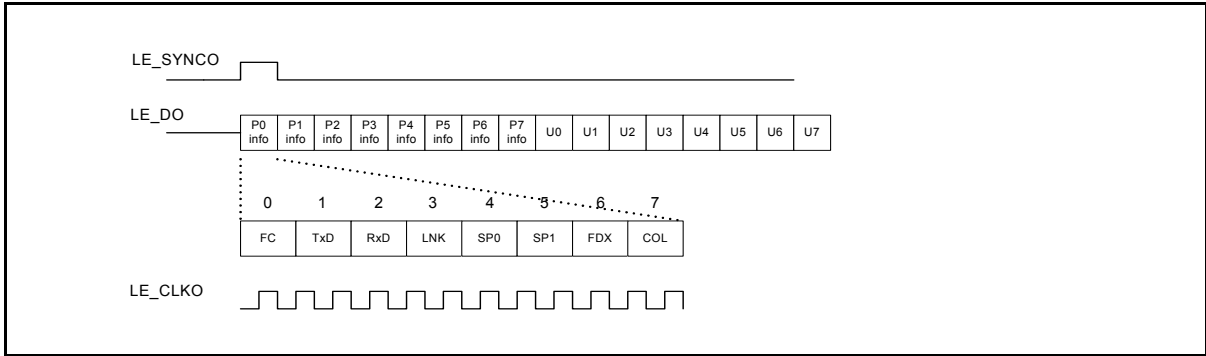 LE_SYNCO
LE_DO
P0 info P1 info P2 info P3 info P4 info P5 info P6 info P7 info U0 U1 U2 U3 U4 U5 U6 U7
0 1 2 3 4 5 6 7
FC TxD RxD LNK SP0 SP1 FDX COL
LE_CLKO